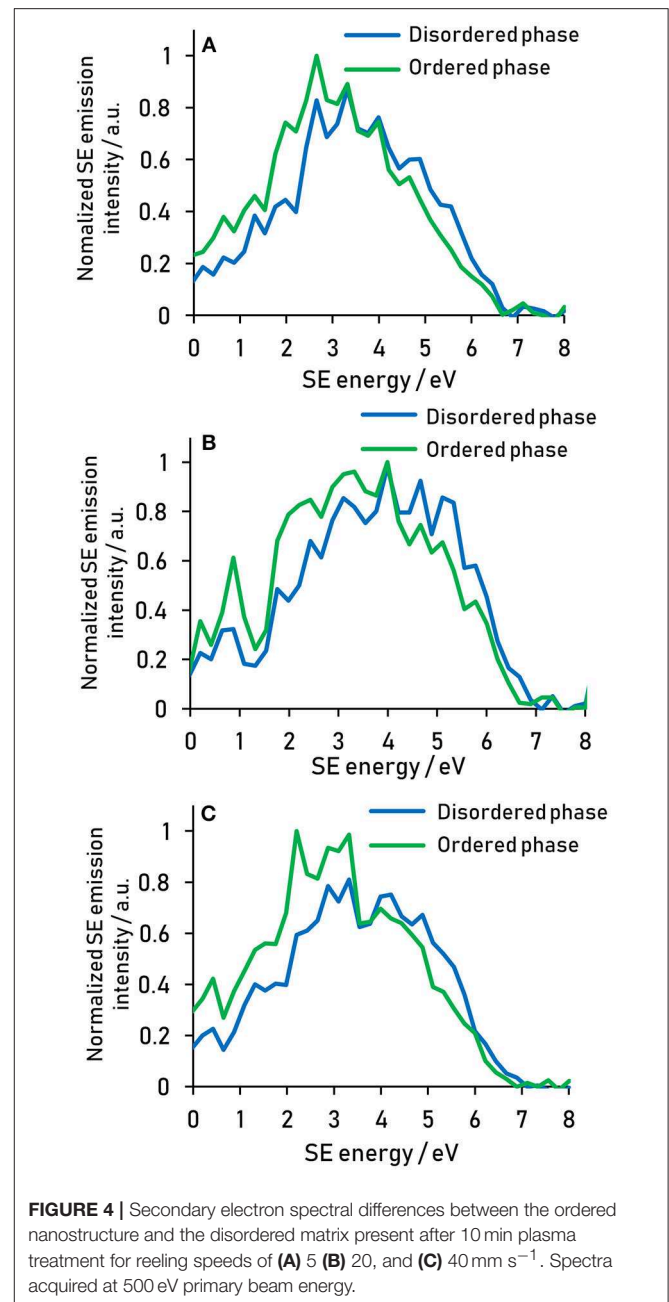 A
Disordered phase
Ordered phase
Nomalized SE emission
intensity / a.u.
1
0.8
0.6
0.4
0.2
0
0 1 2 3 4 5 6 7 8
SE energy / eV
B
Disordered phase
Ordered phase
Normalized SE emission
intensity / a.u.
1
0.8
0.6
0.4
0.2
0
0 1 2 3 4 5 6 7 8
SE energy / eV
C
Disordered phase
Ordered phase
Normalized SE emission
intensity / a.u.
1
0.8
0.6
0.4
0.2
0
0 1 2 3 4 5 6 7 8
SE energy / eV
FIGURE 4 | Secondary electron spectral differences between the ordered
nanostructure and the disordered matrix present after 10 min plasma
treatment for reeling speeds of (A) 5 (B) 20, and (C) 40 mm s−1. Spectra
acquired at 500 eV primary beam energy.